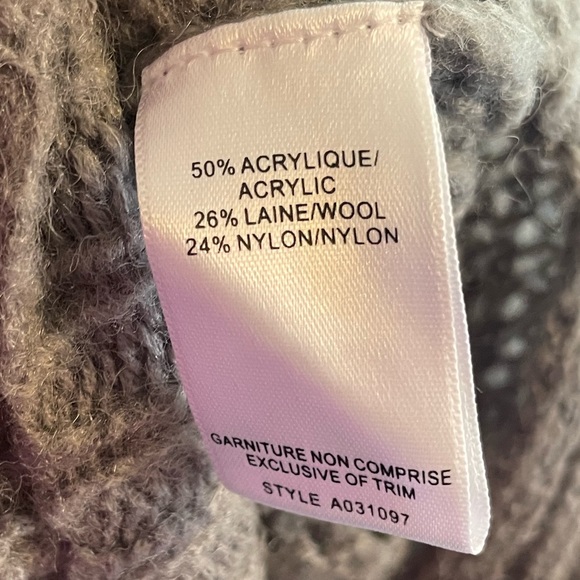 50% ACRYLIQUE/
ACRYLIC
26% LAINE/WOOL
24% NYLON/NYLON
GARNITURE NON COMPRISE
EXCLUSIVE OF TRIM
STYLE A031097